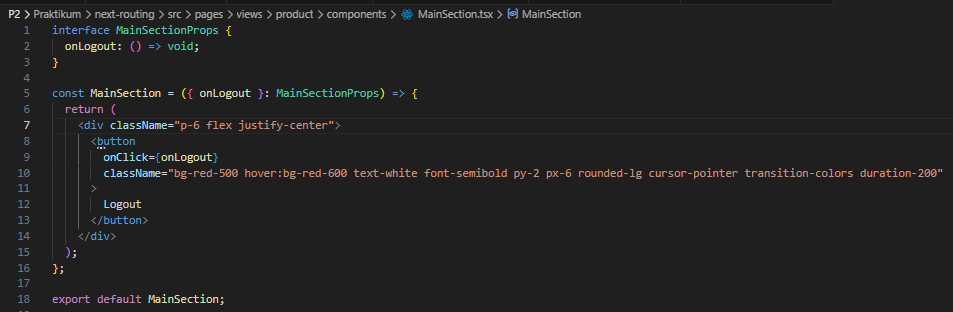 P2 > Praktikum > next-routing > src > pages > views > product > components > MainSection.tsx > MainSection
1 interface MainSectionProps {
2   onLogout: () => void;
3 }
4
5 const MainSection = ({ onLogout }: MainSectionProps) => {
6   return (
7     <div className="p-6 flex justify-center">
8       <button
9         onClick={onLogout}
10         className="bg-red-500 hover:bg-red-600 text-white font-semibold py-2 px-6 rounded-lg cursor-pointer transition-colors duration-200"
11       >
12         Logout
13       </button>
14     </div>
15   );
16 };
17
18 export default MainSection;